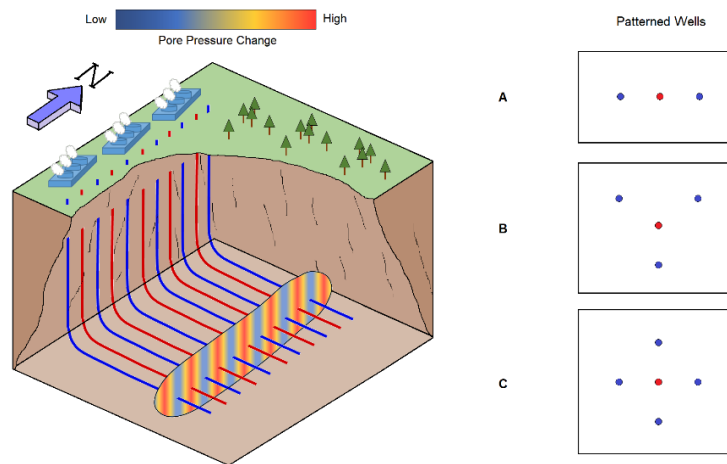 Low
High
Pore Pressure Change
N
Patterned Wells
A
B
C